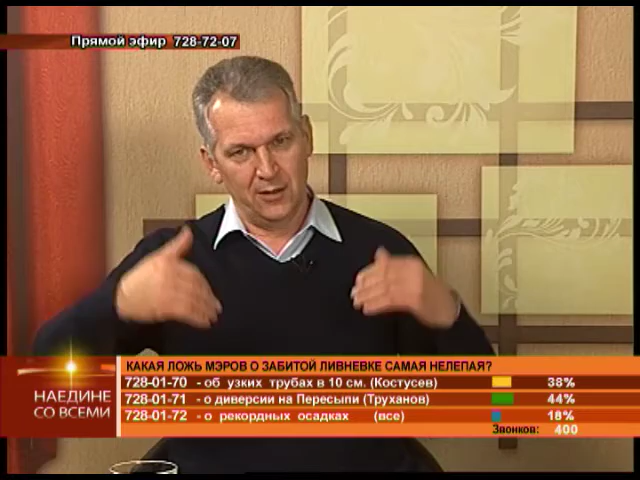 Прямой эфир 728-72-07
КАКАЯ ЛОЖЬ МЭРОВ О ЗАБИТОЙ ЛИВНЕВКЕ САМАЯ НЕЛЕПАЯ?
728-01-70 - об узких трубах в 10 см. (Костусев) 38%
728-01-71 - о диверсии на Пересыпи (Труханов) 44%
728-01-72 - о рекордных осадках (все) 18%
Звонков: 400
НАЕДИНЕ
СО ВСЕМИ